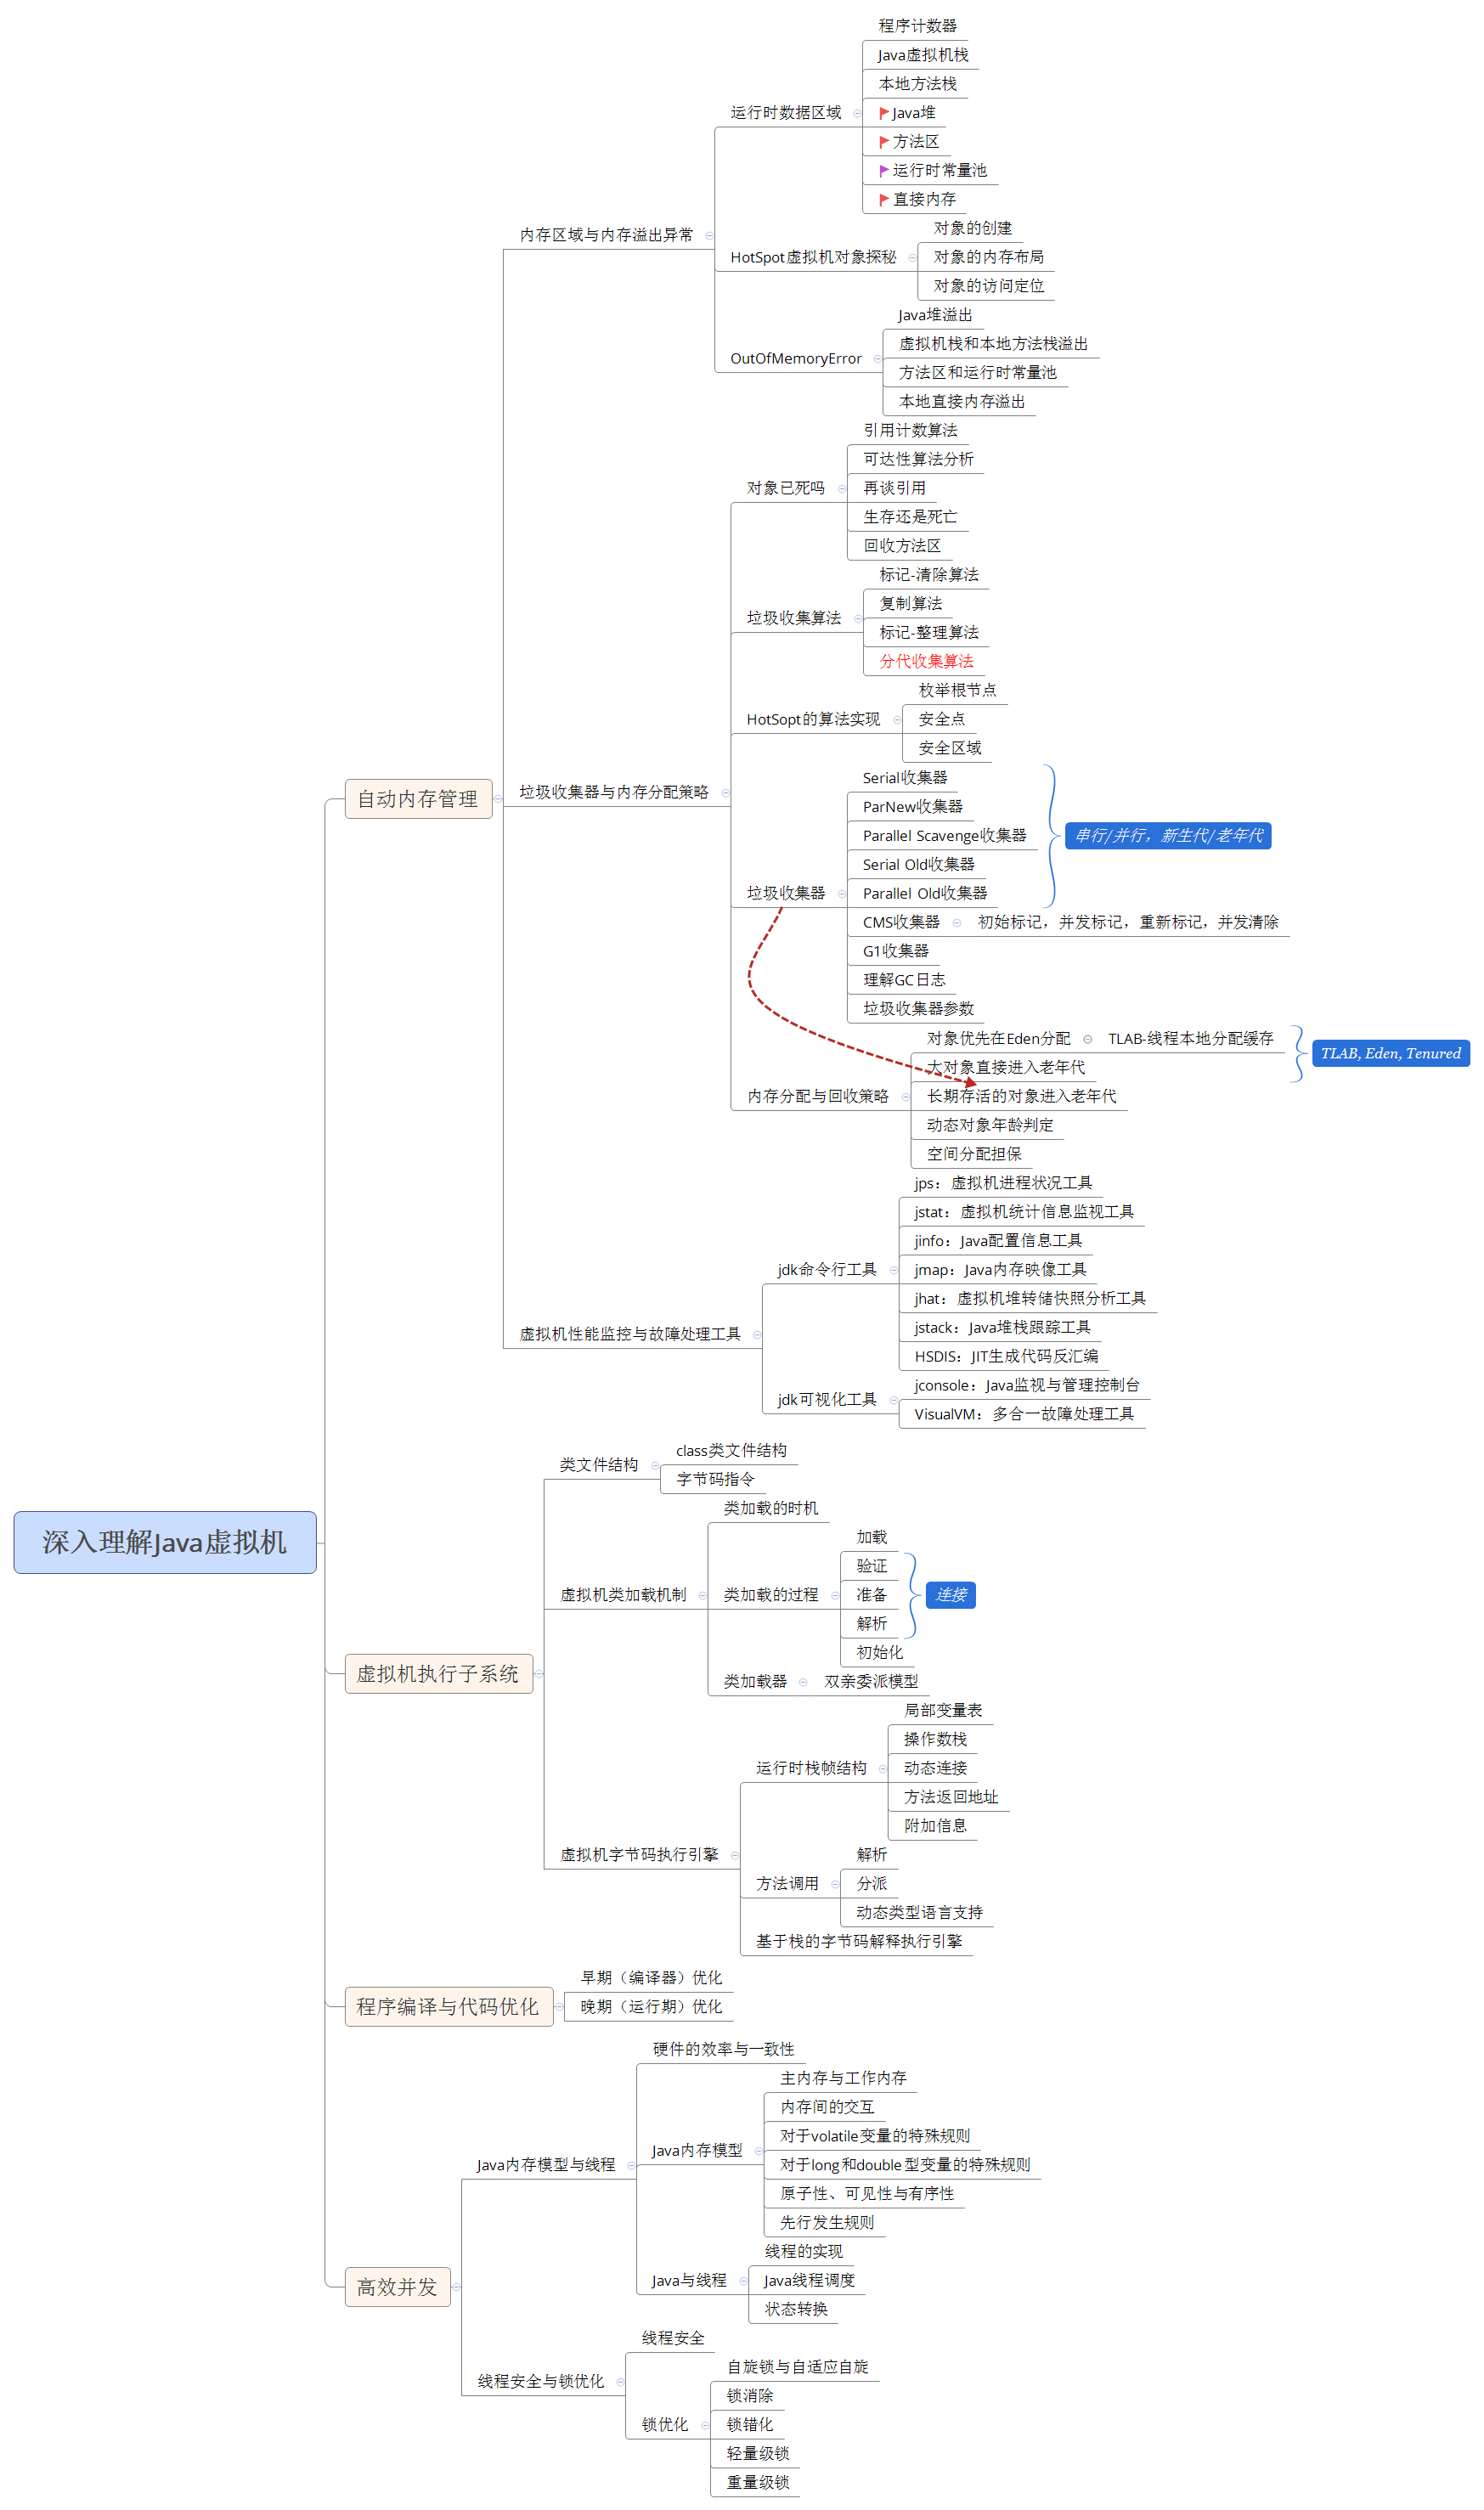 深入理解Java虚拟机
自动内存管理
内存区域与内存溢出异常
运行时数据区域
程序计数器
Java虚拟机栈
本地方法栈
Java堆
方法区
运行时常量池
直接内存
HotSpot虚拟机对象探秘
对象的创建
对象的内存布局
对象的访问定位
OutOfMemoryError
Java堆溢出
虚拟机栈和本地方法栈溢出
方法区和运行时常量池
本地直接内存溢出
垃圾收集器与内存分配策略
对象已死吗
引用计数算法
可达性算法分析
再谈引用
生存还是死亡
回收方法区
垃圾收集算法
标记-清除算法
复制算法
标记-整理算法
分代收集算法
HotSopt的算法实现
枚举根节点
安全点
安全区域
垃圾收集器
Serial收集器
ParNew收集器
Parallel Scavenge收集器
Serial Old收集器
Parallel Old收集器
串行/并行，新生代/老年代
CMS收集器
初始标记，并发标记，重新标记，并发清除
G1收集器
理解GC日志
垃圾收集器参数
内存分配与回收策略
对象优先在Eden分配
TLAB-线程本地分配缓存
大对象直接进入老年代
TLAB, Eden, Tenured
长期存活的对象进入老年代
动态对象年龄判定
空间分配担保
虚拟机性能监控与故障处理工具
jdk命令行工具
jps：虚拟机进程状况工具
jstat：虚拟机统计信息监视工具
jinfo：Java配置信息工具
jmap：Java内存映像工具
jhat：虚拟机堆转储快照分析工具
jstack：Java堆栈跟踪工具
HSDIS：JIT生成代码反汇编
jdk可视化工具
jconsole：Java监视与管理控制台
VisualVM：多合一故障处理工具
虚拟机执行子系统
类文件结构
class类文件结构
字节码指令
虚拟机类加载机制
类加载的时机
类加载的过程
加载
验证
准备
解析
连接
初始化
类加载器
双亲委派模型
虚拟机字节码执行引擎
运行时栈帧结构
局部变量表
操作数栈
动态连接
方法返回地址
附加信息
方法调用
解析
分派
动态类型语言支持
基于栈的字节码解释执行引擎
程序编译与代码优化
早期（编译器）优化
晚期（运行期）优化
高效并发
Java内存模型与线程
硬件的效率与一致性
Java内存模型
主内存与工作内存
内存间的交互
对于volatile变量的特殊规则
对于long和double型变量的特殊规则
原子性、可见性与有序性
先行发生规则
Java与线程
线程的实现
Java线程调度
状态转换
线程安全与锁优化
线程安全
锁优化
自旋锁与自适应自旋
锁消除
锁错化
轻量级锁
重量级锁